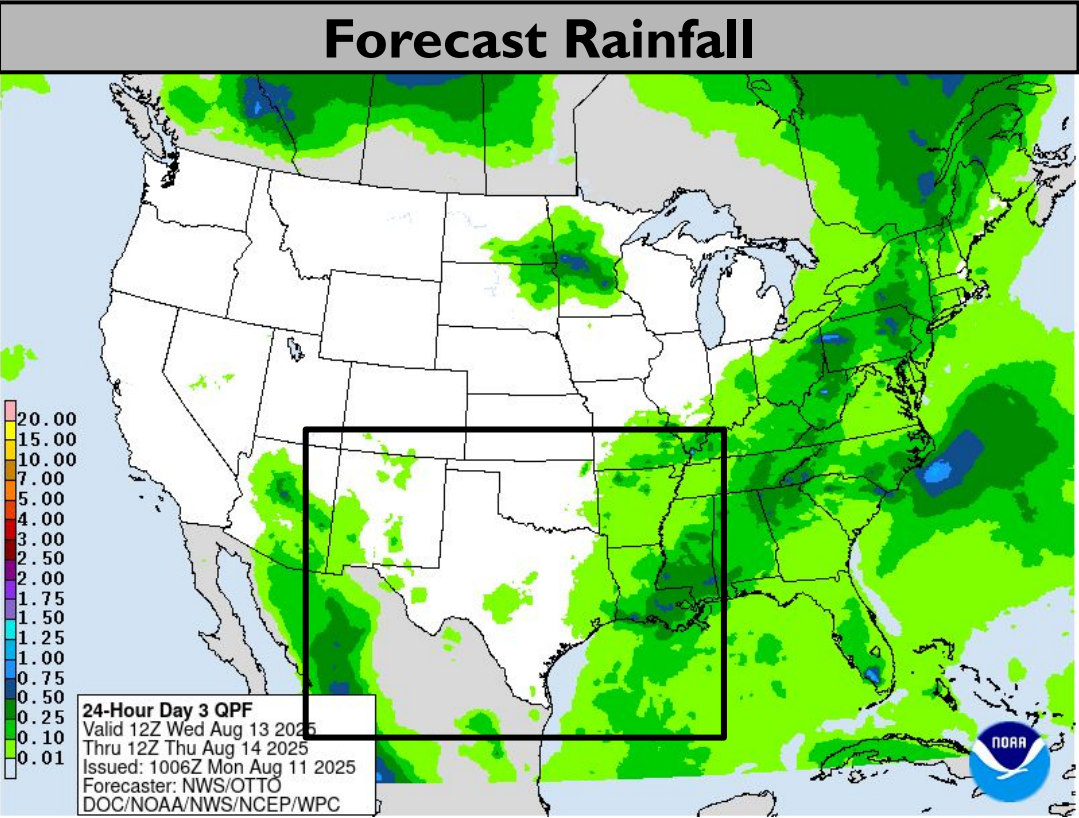 Forecast Rainfall
20.00
15.00
10.00
7.00
5.00
4.00
3.00
2.50
2.00
1.75
1.50
1.25
1.00
0.75
0.50
0.25
0.10
0.01
24-Hour Day 3 QPF
Valid 12Z Wed Aug 13 2025
Thru 12Z Thu Aug 14 2025
Issued: 1006Z Mon Aug 11 2025
Forecaster: NWS/OTTO
DOC/NOAA/NWS/NCEP/WPC
NOAA